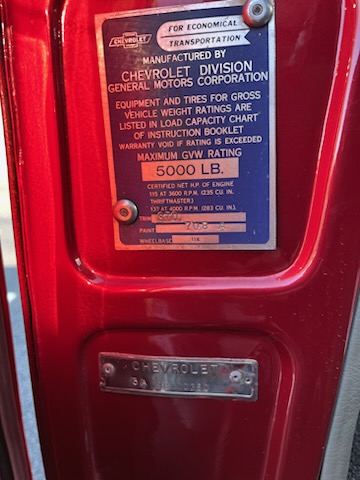 CHEVROLET
FOR ECONOMICAL
TRANSPORTATION
MANUFACTURED BY
CHEVROLET DIVISION
GENERAL MOTORS CORPORATION
EQUIPMENT AND TIRES FOR GROSS
VEHICLE WEIGHT RATINGS ARE
LISTED IN LOAD CAPACITY CHART
OF INSTRUCTION BOOKLET
WARRANTY VOID IF RATING IS EXCEEDED
MAXIMUM GVW RATING
5000 LB.
CERTIFIED NET H.P. OF ENGINE
115 AT 3600 R.P.M. (235 CU. IN.
THRIFTMASTER)
137 AT 4000 R.P.M. (283 CU. IN.)
TRIM
PAINT 708
WHEELBASE 114
CHEVROLET